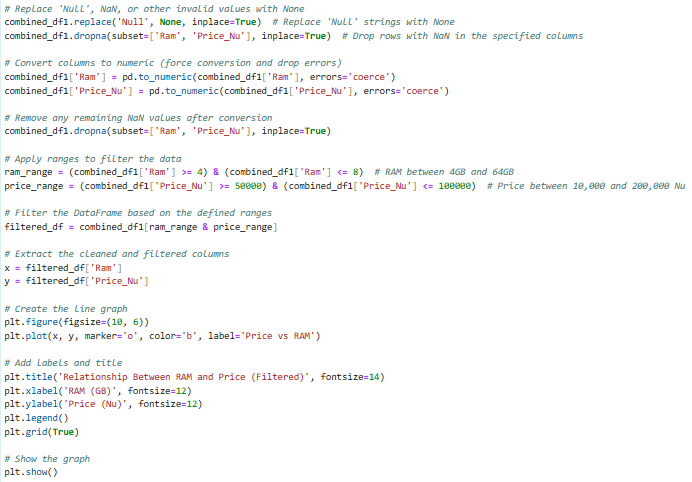 # Replace 'Null', NaN, or other invalid values with None
combined_df1.replace('Null', None, inplace=True)  # Replace 'Null' strings with None
combined_df1.dropna(subset=['Ram', 'Price_Nu'], inplace=True)  # Drop rows with NaN in the specified columns
# Convert columns to numeric (force conversion and drop errors)
combined_df1['Ram'] = pd.to_numeric(combined_df1['Ram'], errors='coerce')
combined_df1['Price_Nu'] = pd.to_numeric(combined_df1['Price_Nu'], errors='coerce')
# Remove any remaining NaN values after conversion
combined_df1.dropna(subset=['Ram', 'Price_Nu'], inplace=True)
# Apply ranges to filter the data
ram_range = (combined_df1['Ram'] >= 4) & (combined_df1['Ram'] <= 8)  # RAM between 4GB and 64GB
price_range = (combined_df1['Price_Nu'] >= 50000) & (combined_df1['Price_Nu'] <= 100000)  # Price between 10,000 and 200,000 Nu
# Filter the DataFrame based on the defined ranges
filtered_df = combined_df1[ram_range & price_range]
# Extract the cleaned and filtered columns
x = filtered_df['Ram']
y = filtered_df['Price_Nu']
# Create the line graph
plt.figure(figsize=(10, 6))
plt.plot(x, y, marker='o', color='b', label='Price vs RAM')
# Add labels and title
plt.title('Relationship Between RAM and Price (Filtered)', fontsize=14)
plt.xlabel('RAM (GB)', fontsize=12)
plt.ylabel('Price (Nu)', fontsize=12)
plt.legend()
plt.grid(True)
# Show the graph
plt.show()